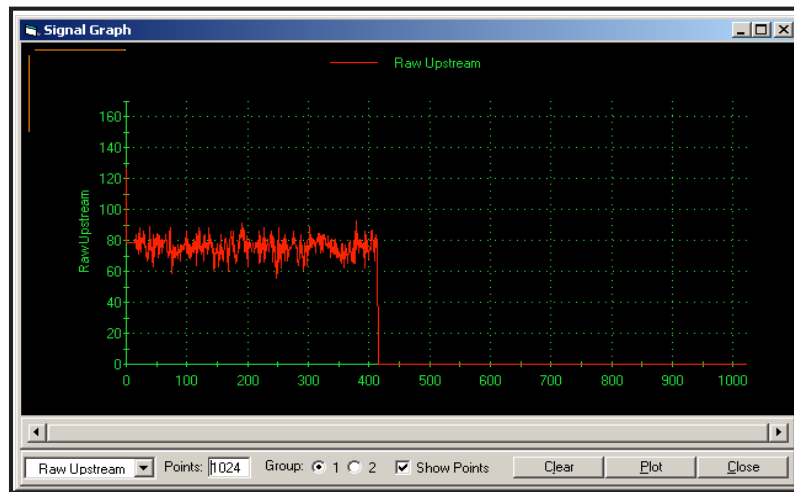 Signal Graph
Raw Upstream
160
140
120
100
80
60
40
20
0
RawUpstream
0 100 200 300 400 500 600 700 800 900 1000
Raw Upstream Points: 1024 Group: 1 2 Show Points Clear Plot Close